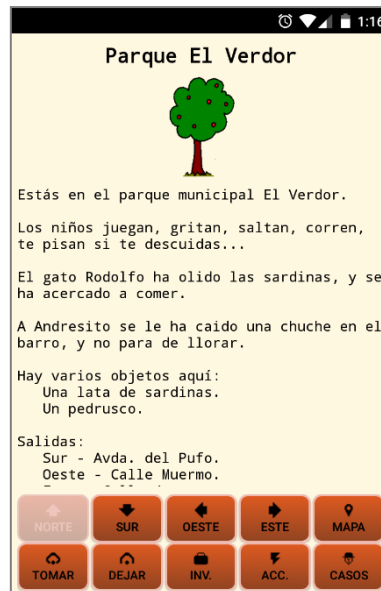 1:16
Parque El Verdor
Estás en el parque municipal El Verdor.
Los niños juegan, gritan, saltan, corren,
te pisan si te descuidas...
El gato Rodolfo ha olido las sardinas, y se
ha acercado a comer.
A Andresito se le ha caido una chuche en el
barro, y no para de llorar.
Hay varios objetos aquí:
Una lata de sardinas.
Un pedrusco.
Salidas:
Sur - Avda. del Pufo.
Oeste - Calle Muermo.
NORTE SUR OESTE ESTE MAPA
TOMAR DEJAR INV. ACC. CASOS